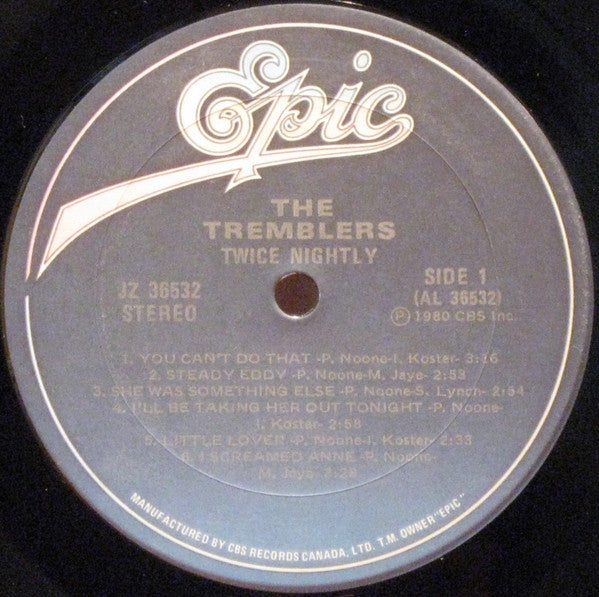 Epic
THE
TREMBLERS
TWICE NIGHTLY
JZ 36532
STEREO
SIDE 1
(AL 36532)
Ⓟ 1980 CBS Inc.
1. YOU CAN'T DO THAT -P. Noone-I. Koster- 3:16
2. STEADY EDDY -P. Noone-M. Jaye- 2:53
3. SHE WAS SOMETHING ELSE -P. Noone-S. Lynch- 2:54
4. I'LL BE TAKING HER OUT TONIGHT -P. Noone-
I. Kostar- 2:58
5. LITTLE LOVER -P. Noone-I. Koster- 2:33
6. I SCREAMED ANNE -P. Noone-
M. Jaye- 3:28
MANUFACTURED BY CBS RECORDS CANADA, LTD. T.M. OWNER "EPIC"